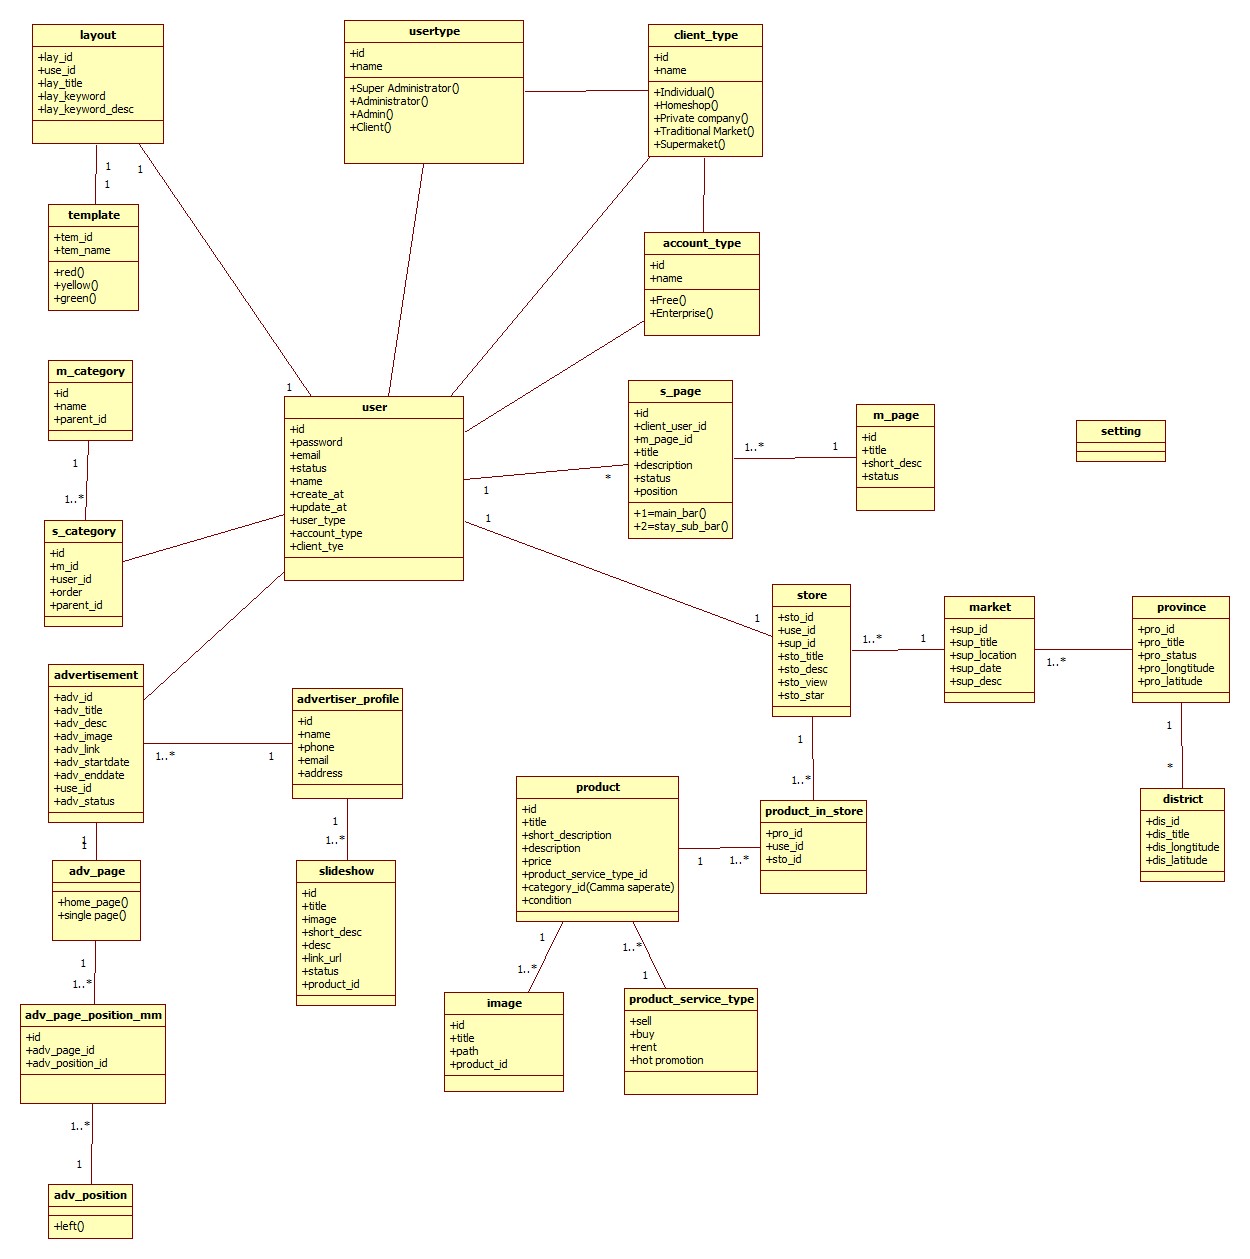 layout
+lay_id
+use_id
+lay_title
+lay_keyword
+lay_keyword_desc
usertype
+id
+name
+Super Administrator()
+Administrator()
+Admin()
+Client()
client_type
+id
+name
+Individual()
+Homeshop()
+Private company()
+Traditional Market()
+Supermaket()
1
1
1
template
+tem_id
+tem_name
+red()
+yellow()
+green()
account_type
+id
+name
+Free()
+Enterprise()
m_category
+id
+name
+parent_id
1
1..*
s_category
+id
+m_id
+user_id
+order
+parent_id
1
user
+id
+password
+email
+status
+name
+create_at
+update_at
+user_type
+account_type
+client_tye
1
*
1
1
s_page
+id
+client_user_id
+m_page_id
+title
+description
+status
+position
+1=main_bar()
+2=stay_sub_bar()
1..*
1
m_page
+id
+title
+short_desc
+status
setting
store
+sto_id
+use_id
+sup_id
+sto_title
+sto_desc
+sto_view
+sto_star
1..*
1
market
+sup_id
+sup_title
+sup_location
+sup_date
+sup_desc
1..*
province
+pro_id
+pro_title
+pro_status
+pro_longtitude
+pro_latitude
1
*
district
+dis_id
+dis_title
+dis_longtitude
+dis_latitude
advertisement
+adv_id
+adv_title
+adv_desc
+adv_image
+adv_link
+adv_startdate
+adv_enddate
+use_id
+adv_status
1..*
1
advertiser_profile
+id
+name
+phone
+email
+address
1
1..*
slideshow
+id
+title
+image
+short_desc
+desc
+link_url
+status
+product_id
1
1
adv_page
+home_page()
+single page()
1
1..*
adv_page_position_mm
+id
+adv_page_id
+adv_position_id
1..*
1
adv_position
+left()
product
+id
+title
+short_description
+description
+price
+product_service_type_id
+category_id(Camma saperate)
+condition
1
1..*
1
1..*
product_in_store
+pro_id
+use_id
+sto_id
1
1..*
image
+id
+title
+path
+product_id
1..*
1
product_service_type
+sell
+buy
+rent
+hot promotion